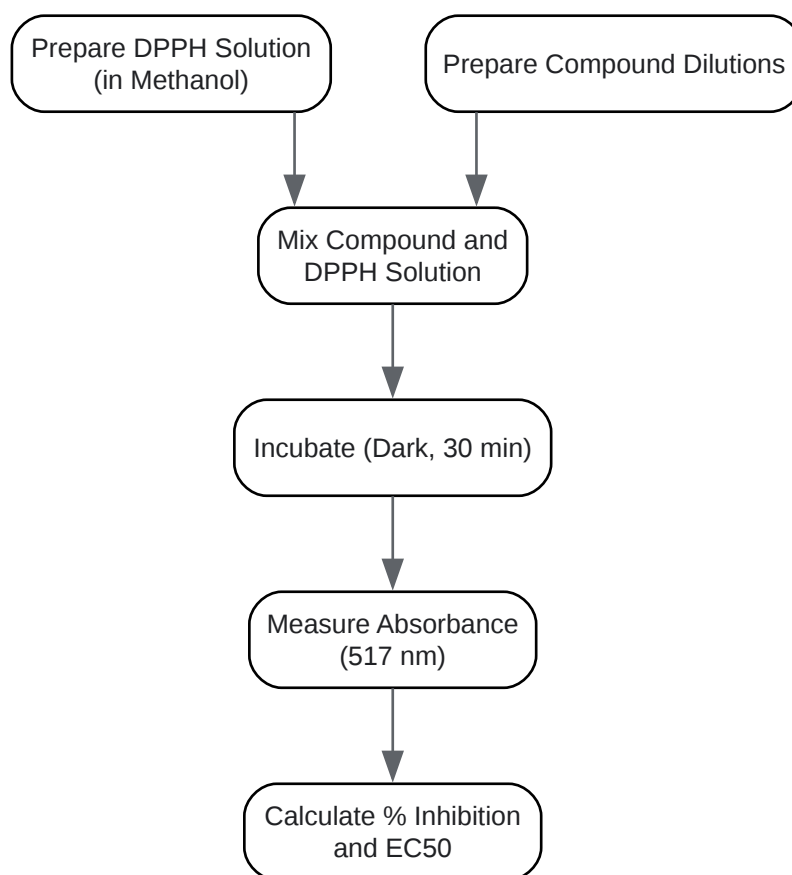 Prepare DPPH Solution
(in Methanol)
Prepare Compound Dilutions
Mix Compound and
DPPH Solution
Incubate (Dark, 30 min)
Measure Absorbance
(517 nm)
Calculate % Inhibition
and EC50